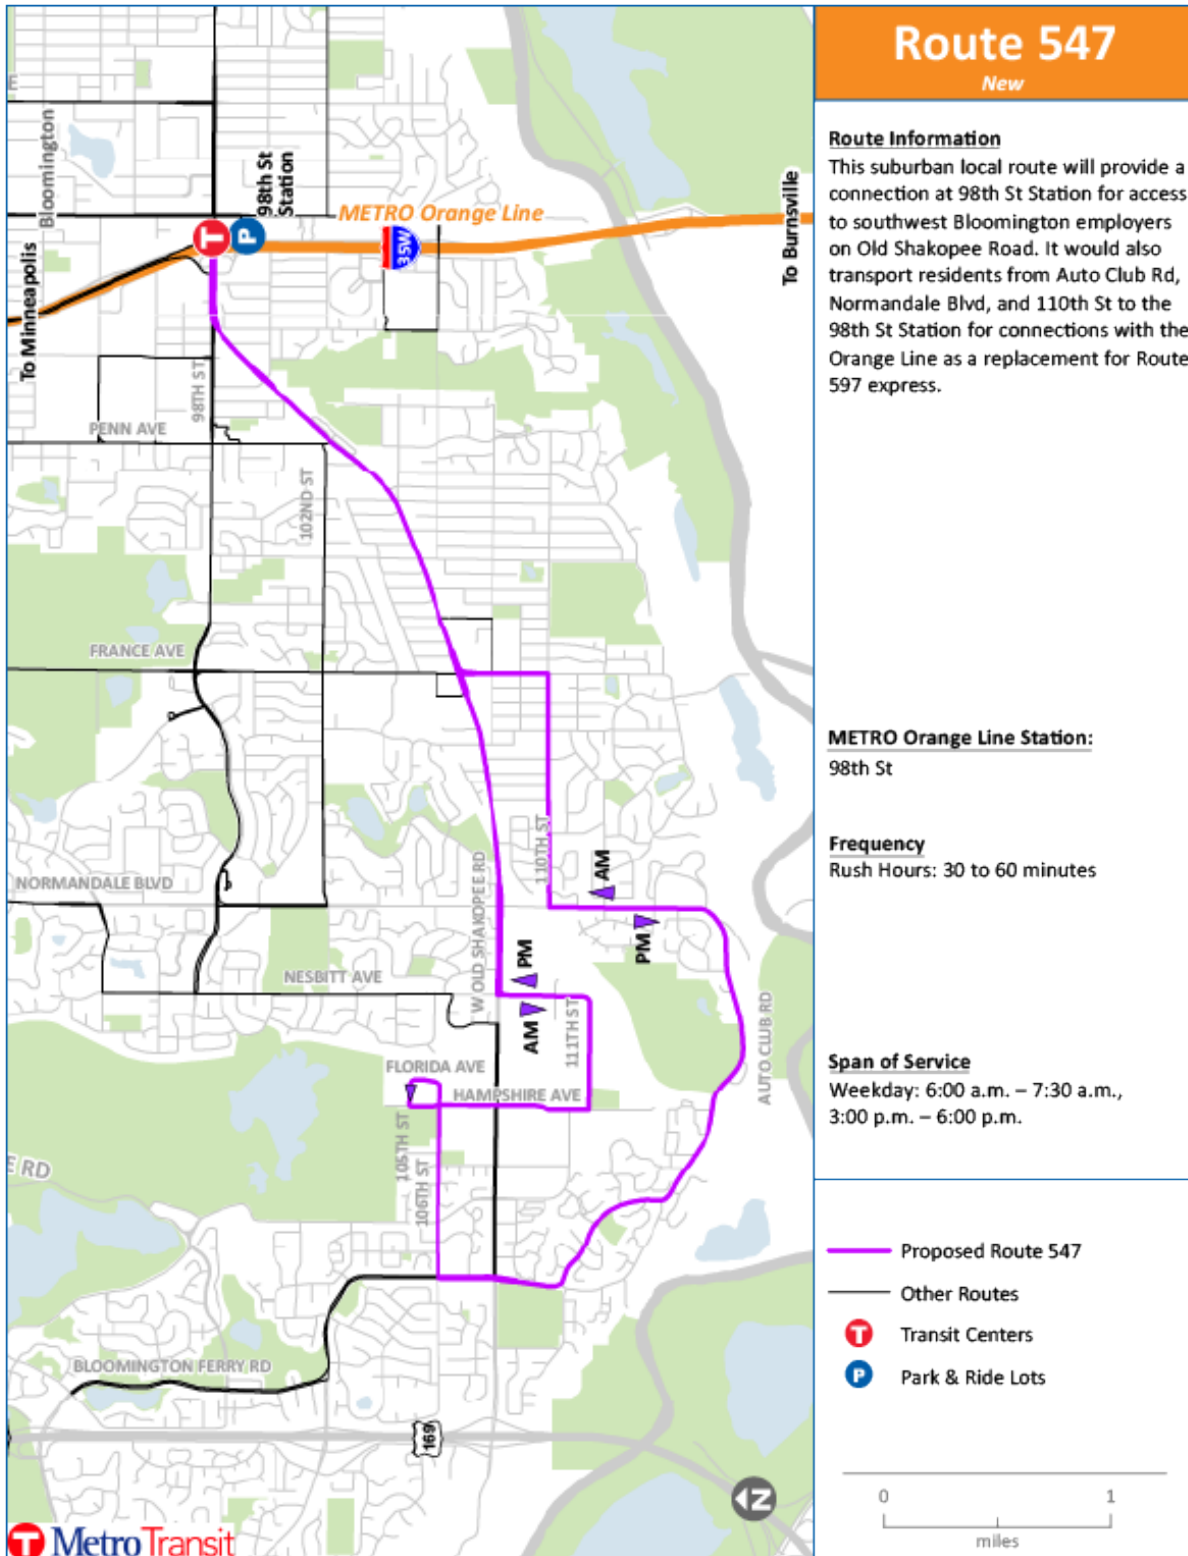 Route 547
New
Route Information
This suburban local route will provide a
connection at 98th St Station for access
to southwest Bloomington employers
on Old Shakopee Road. It would also
transport residents from Auto Club Rd,
Normandale Blvd, and 110th St to the
98th St Station for connections with the
Orange Line as a replacement for Route
597 express.
METRO Orange Line Station:
98th St
Frequency
Rush Hours: 30 to 60 minutes
Span of Service
Weekday: 6:00 a.m. – 7:30 a.m.,
3:00 p.m. – 6:00 p.m.
Proposed Route 547
Other Routes
T
Transit Centers
P
Park & Ride Lots
0
1
miles
Bloomington
98th St
Station
METRO Orange Line
T
P
35W
To Burnsville
To Minneapolis
98TH ST
PENN AVE
102ND ST
FRANCE AVE
110TH ST
AM
W OLD SHAKOPEE RD
NORMANDALE BLVD
PM
PM
NESBITT AVE
AM
111TH ST
AUTO CLUB RD
FLORIDA AVE
HAMPSHIRE AVE
105TH ST
106TH ST
E RD
BLOOMINGTON FERRY RD
169
N
T MetroTransit